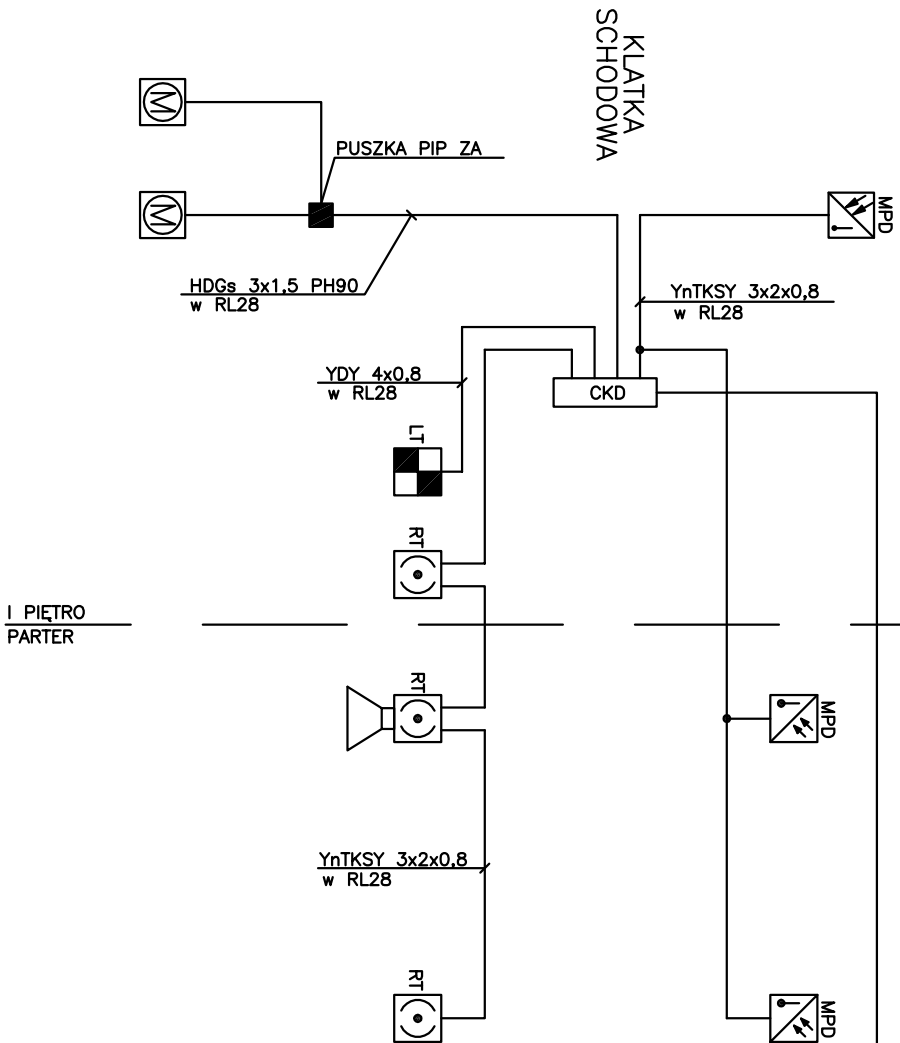 KLATKA
SCHODOWA
M
PUSZKA PIP ZA
M
MPD
HDGs 3x1,5 PH90
w RL28
YnTKSY 3x2x0,8
w RL28
YDY 4x0,8
w RL28
CKD
LT
RT
I PIĘTRO
PARTER
RT
MPD
YnTKSY 3x2x0,8
w RL28
RT
MPD